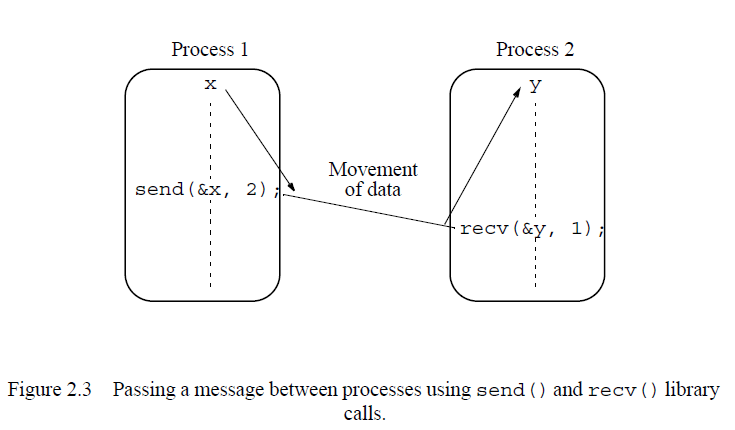 Process 1
Process 2
x
y
Movement
of data
send(&x, 2);
recv(&y, 1);
Figure 2.3 Passing a message between processes using send() and recv() library
calls.